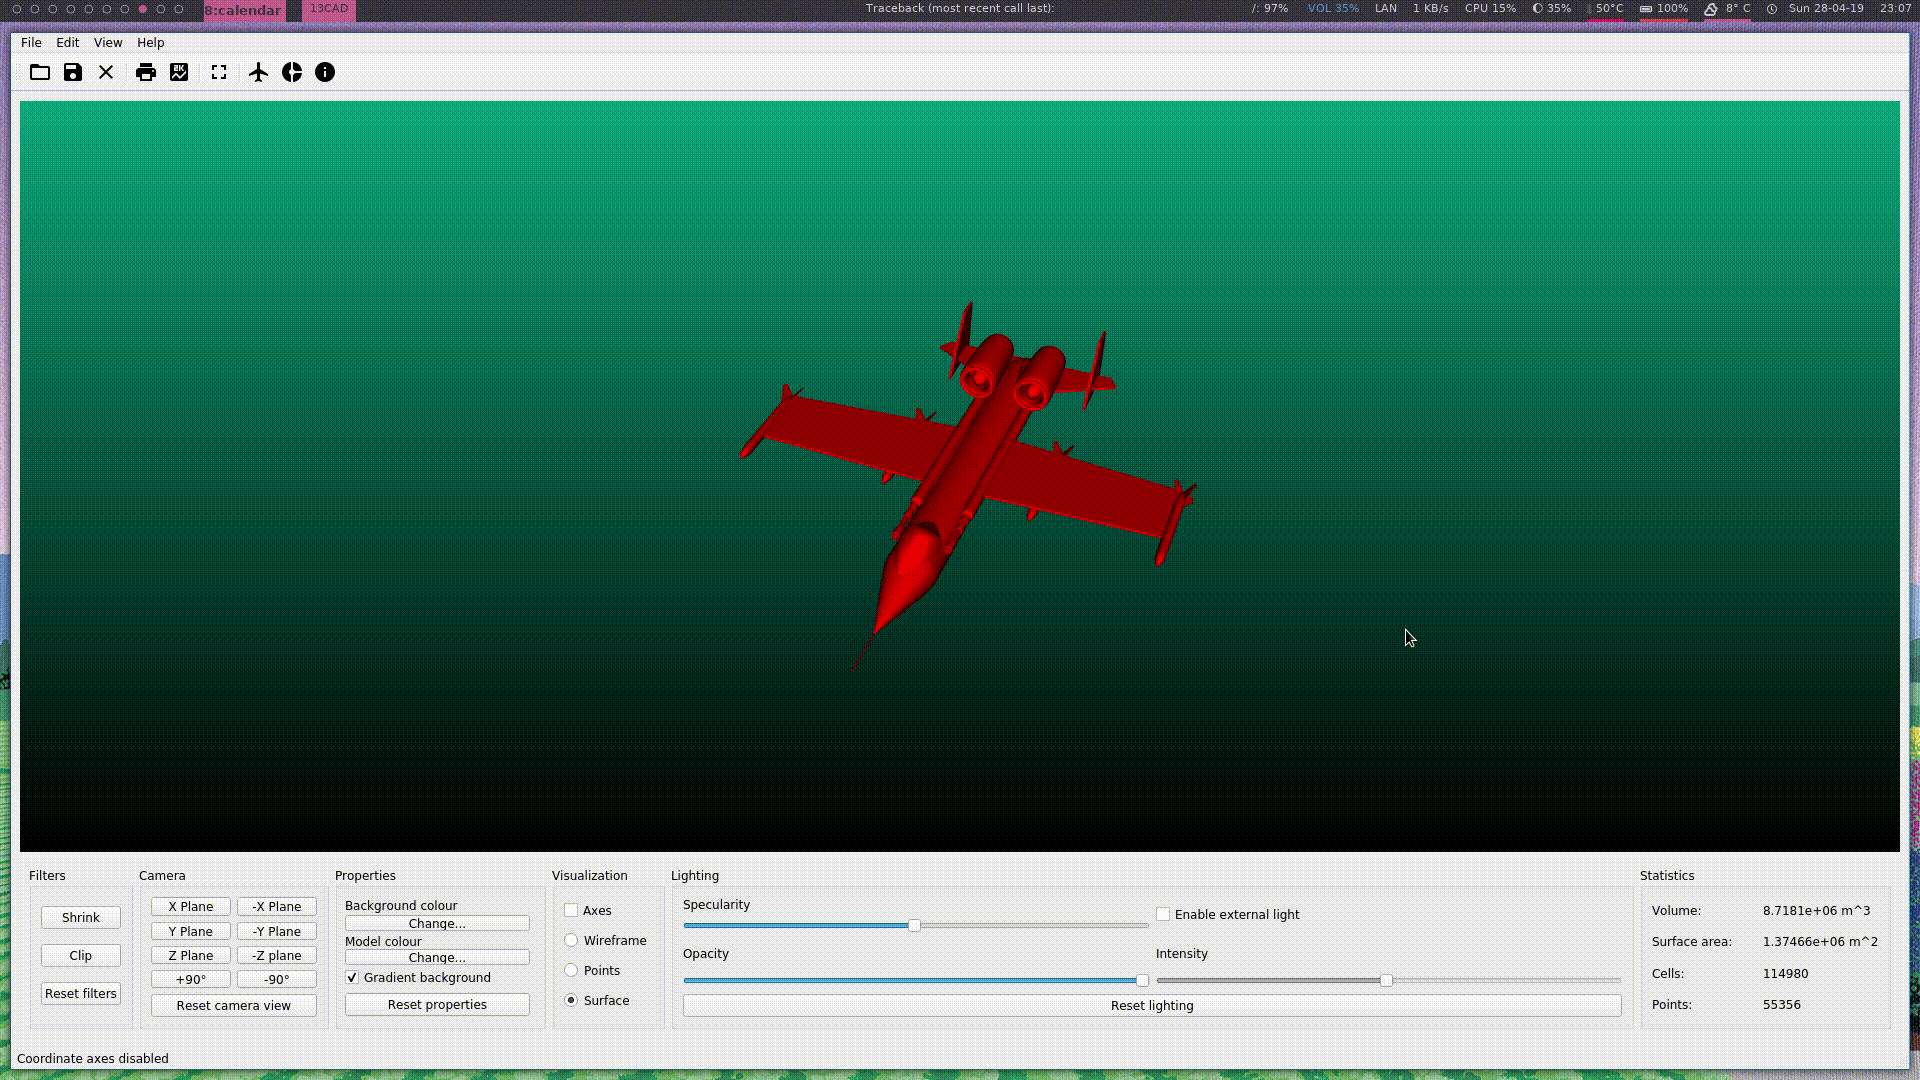 8:calendar 13CAD Traceback (most recent call last): /: 97% VOL 35% LAN 1 KB/s CPU 15% 35% 50°C 100% 8° C Sun 28-04-19 23:07
File Edit View Help
2K
Filters Camera Properties Visualization Lighting Statistics
Shrink
Clip
Reset filters
X Plane -X Plane
Y Plane -Y Plane
Z Plane -Z plane
+90° -90°
Reset camera view
Background colour
Change...
Model colour
Change...
Gradient background
Reset properties
Axes
Wireframe
Points
Surface
Specularity
Enable external light
Opacity Intensity
Reset lighting
Volume: 8.7181e+06 m^3
Surface area: 1.37466e+06 m^2
Cells: 114980
Points: 55356
Coordinate axes disabled